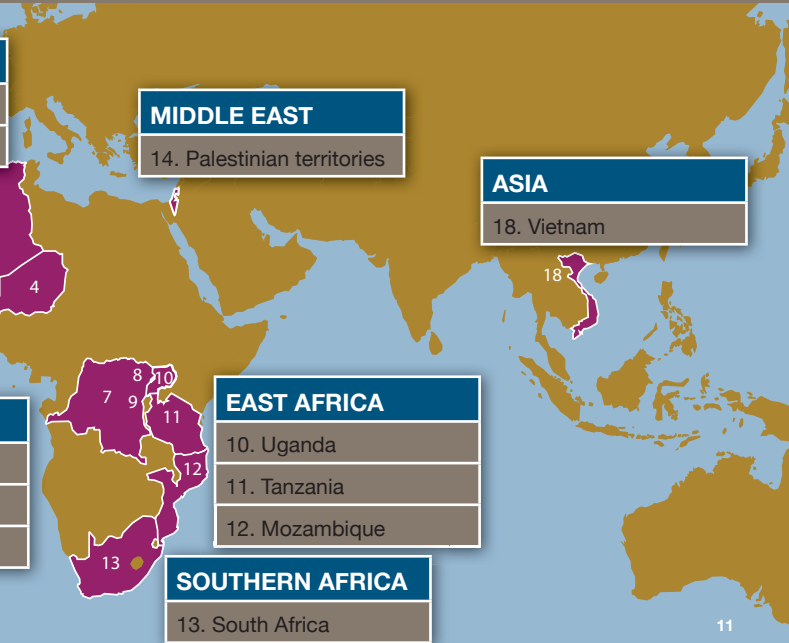 MIDDLE EAST
14. Palestinian territories
ASIA
18. Vietnam
18
4
8
10
7
9
11
12
13
EAST AFRICA
10. Uganda
11. Tanzania
12. Mozambique
SOUTHERN AFRICA
13. South Africa
11